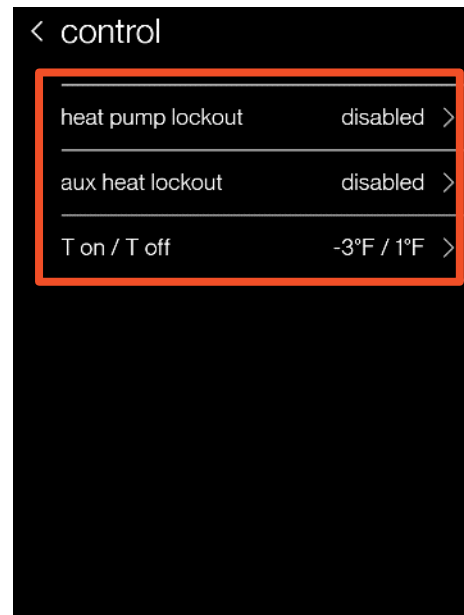 control
heat pump lockout disabled
aux heat lockout disabled
T on / T off -3°F / 1°F